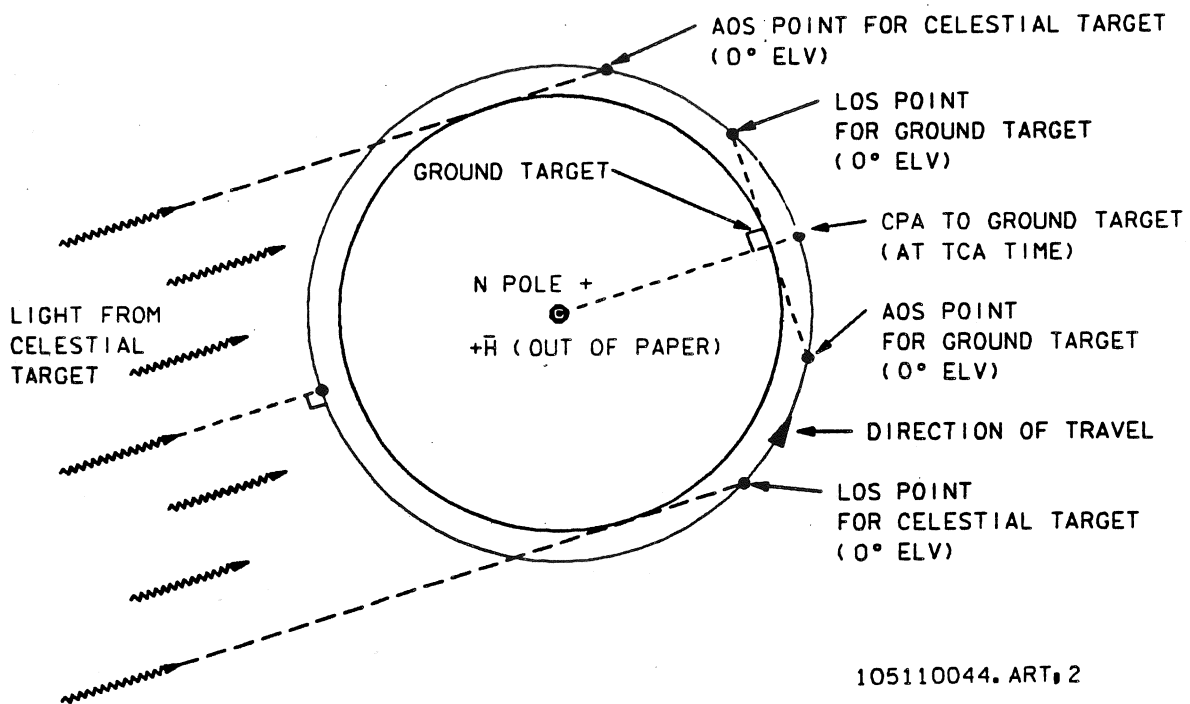 AOS POINT FOR CELESTIAL TARGET
(0° ELV)
LOS POINT
FOR GROUND TARGET
(0° ELV)
GROUND TARGET
CPA TO GROUND TARGET
(AT TCA TIME)
N POLE +
C
+H̄ (OUT OF PAPER)
LIGHT FROM
CELESTIAL
TARGET
AOS POINT
FOR GROUND TARGET
(0° ELV)
DIRECTION OF TRAVEL
LOS POINT
FOR CELESTIAL TARGET
(0° ELV)
105110044.ART,2